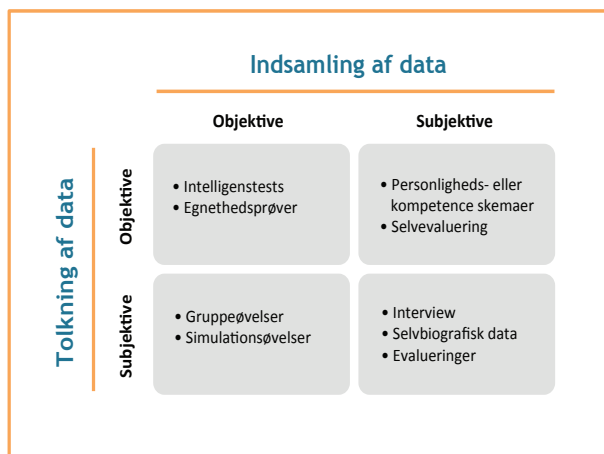 Indsamling af data
Objektive
Subjektive
Tolkning af data
Objektive
• Intelligenstests
• Egnethedsprøver
• Personligheds- eller
kompetence skemaer
• Selvevaluering
Subjektive
• Gruppeøvelser
• Simulationsøvelser
• Interview
• Selvbiografisk data
• Evalueringer